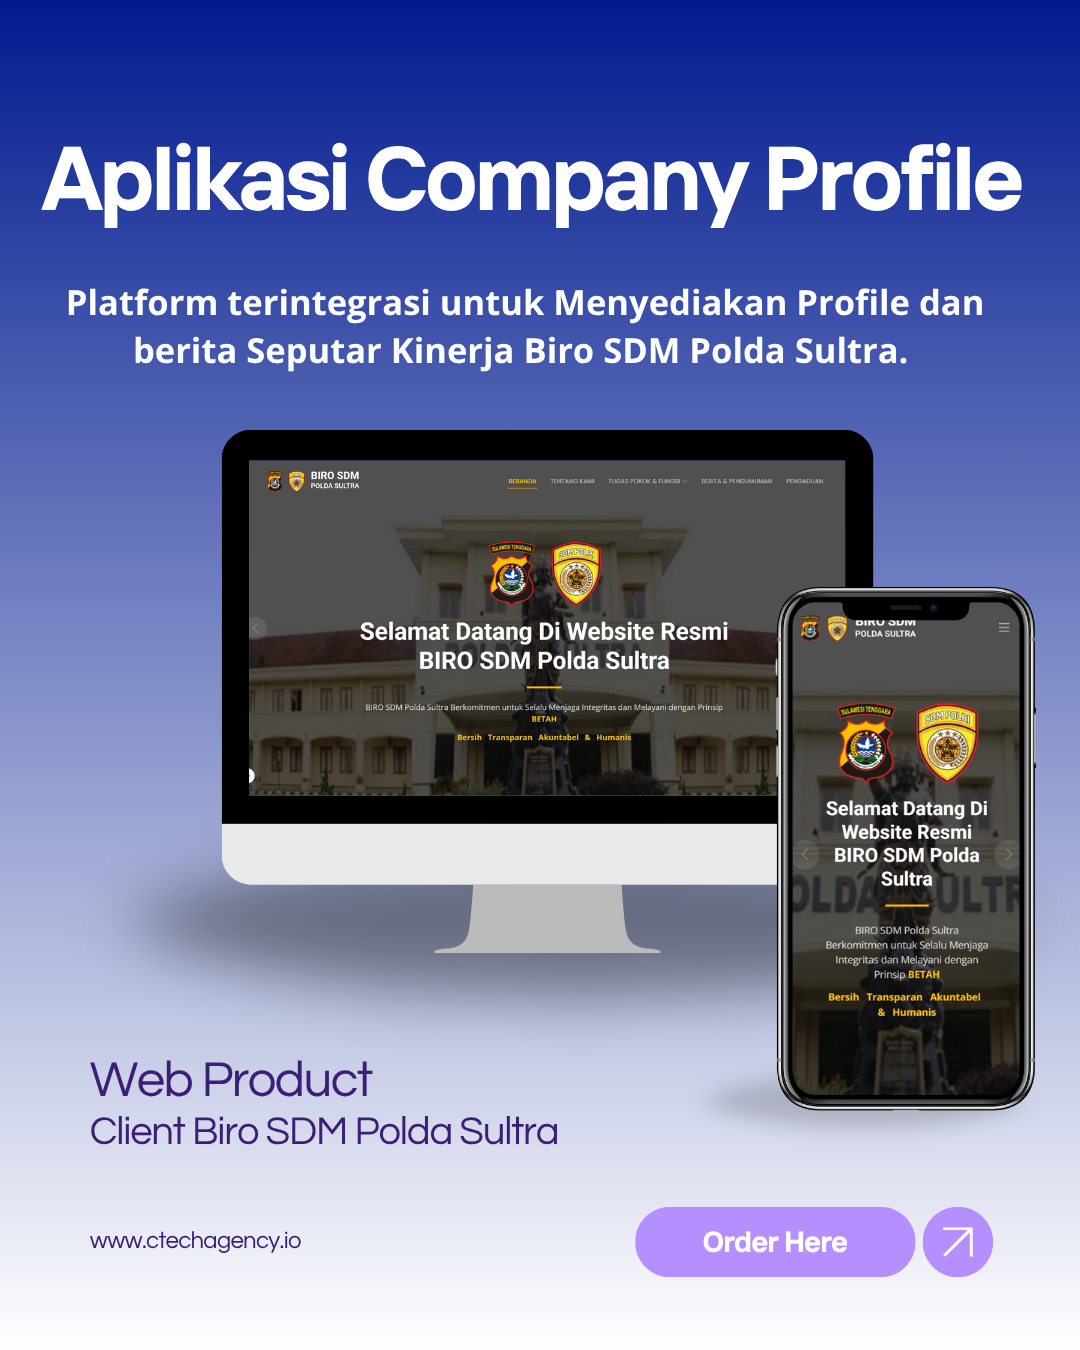 Aplikasi Company Profile
Platform terintegrasi untuk Menyediakan Profile dan
berita Seputar Kinerja Biro SDM Polda Sultra.
BIRO SDM
POLDA SULTRA
BERANDA
TENTANG KAMI
TUGAS POKOK & FUNGSI
BERITA & PENGUMUMAN
PENGADUAN
SULAWESI TENGGARA
SDM POLRI
Selamat Datang Di Website Resmi
BIRO SDM Polda Sultra
BIRO SDM Polda Sultra Berkomitmen untuk Selalu Menjaga Integritas dan Melayani dengan Prinsip
BETAH
Bersih Transparan Akuntabel & Humanis
BIRO SDM
POLDA SULTRA
SULAWESI TENGGARA
SDM POLRI
Selamat Datang Di
Website Resmi
BIRO SDM Polda
Sultra
POLDA SULTR
BIRO SDM Polda Sultra
Berkomitmen untuk Selalu Menjaga
Integritas dan Melayani dengan
Prinsip BETAH
Bersih Transparan Akuntabel
& Humanis
Web Product
Client Biro SDM Polda Sultra
www.ctechagency.io
Order Here